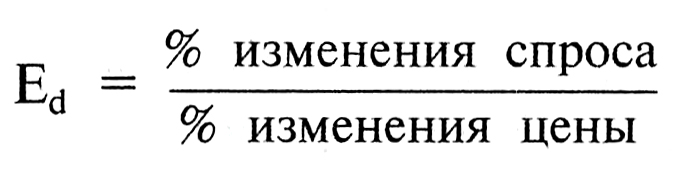 % изменения спроса
E_d =
% изменения цены